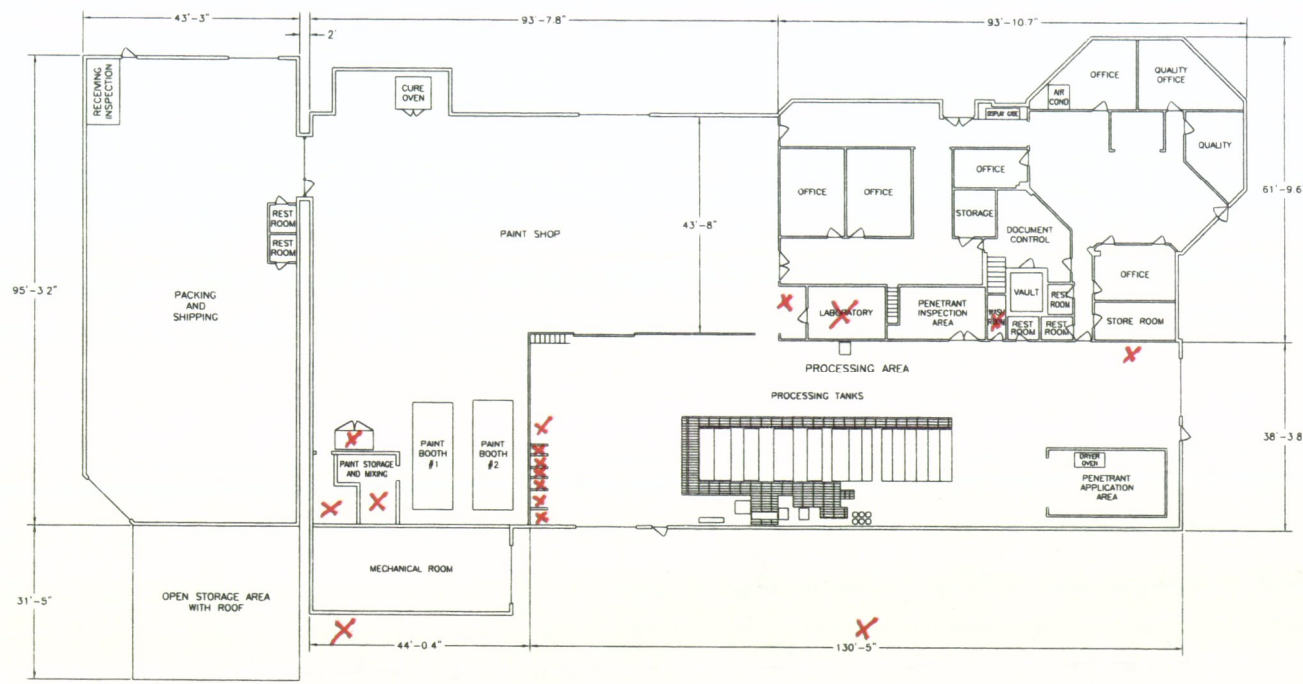 43'-3"
93'-7.8"
93'-10.7"
2'
RECEIVING
INSPECTION
CURE
OVEN
OFFICE
QUALITY
OFFICE
AIR
COND
DISPLAY CASE
QUALITY
OFFICE
OFFICE
OFFICE
61'-9.6
REST
ROOM
REST
ROOM
STORAGE
43'-8"
PAINT SHOP
DOCUMENT
CONTROL
OFFICE
95'-3.2"
PACKING
AND
SHIPPING
VAULT
REST
ROOM
LABORATORY
PENETRANT
INSPECTION
AREA
ROOM
REST
ROOM
REST
ROOM
STORE ROOM
PROCESSING AREA
PROCESSING TANKS
38'-3.8
PAINT
BOOTH
#1
PAINT
BOOTH
#2
PAINT STORAGE
AND MIXING
DRYER
OVEN
PENETRANT
APPLICATION
AREA
MECHANICAL ROOM
31'-5"
OPEN STORAGE AREA
WITH ROOF
44'-0.4"
130'-5"